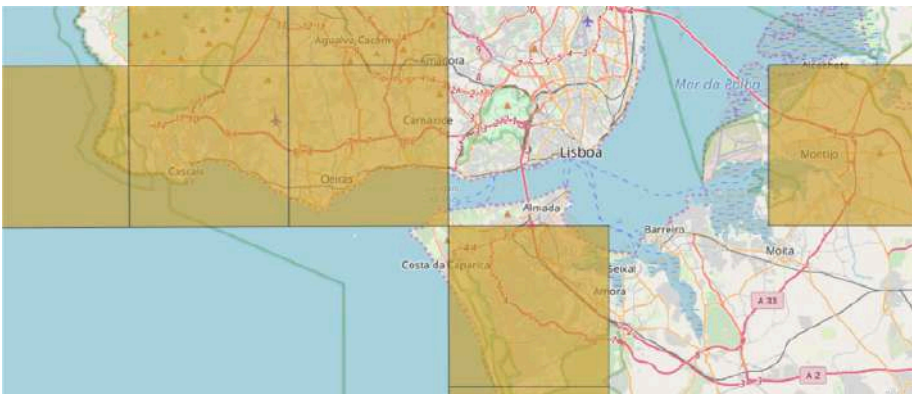 10
Agualva-Cacém
Amadora
Alcochete
Mar da Palha
Carnaxide
Lisboa
Montijo
Cascais
Oeiras
Almada
Barreiro
Moita
Costa da Caparica
Seixal
Amora
A 33
A 2